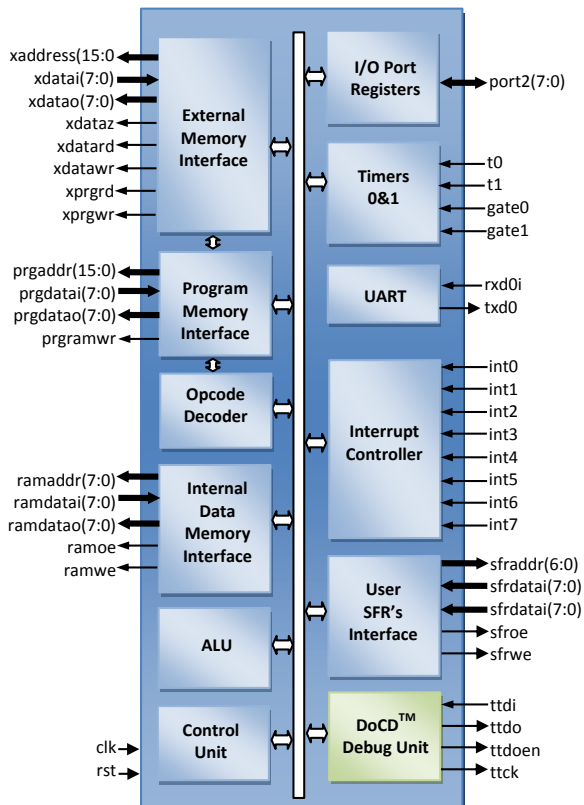 xaddress(15:0
xdatai(7:0)
xdatao(7:0)
xdataz
xdatard
xdatawr
xprgrd
xprgwr
External
Memory
Interface
prgaddr(15:0)
prgdatai(7:0)
prgdatao(7:0)
prgramwr
Program
Memory
Interface
Opcode
Decoder
ramaddr(7:0)
ramdatai(7:0)
ramdatao(7:0)
ramoe
ramwe
Internal
Data
Memory
Interface
ALU
clk
rst
Control
Unit
I/O Port
Registers
port2(7:0)
Timers
0&1
t0
t1
gate0
gate1
UART
rxd0i
txd0
Interrupt
Controller
int0
int1
int2
int3
int4
int5
int6
int7
User
SFR's
Interface
sfraddr(6:0)
sfrdatai(7:0)
sfrdatai(7:0)
sfroe
sfrwe
DoCD™
Debug Unit
ttdi
ttdo
ttdoen
ttck